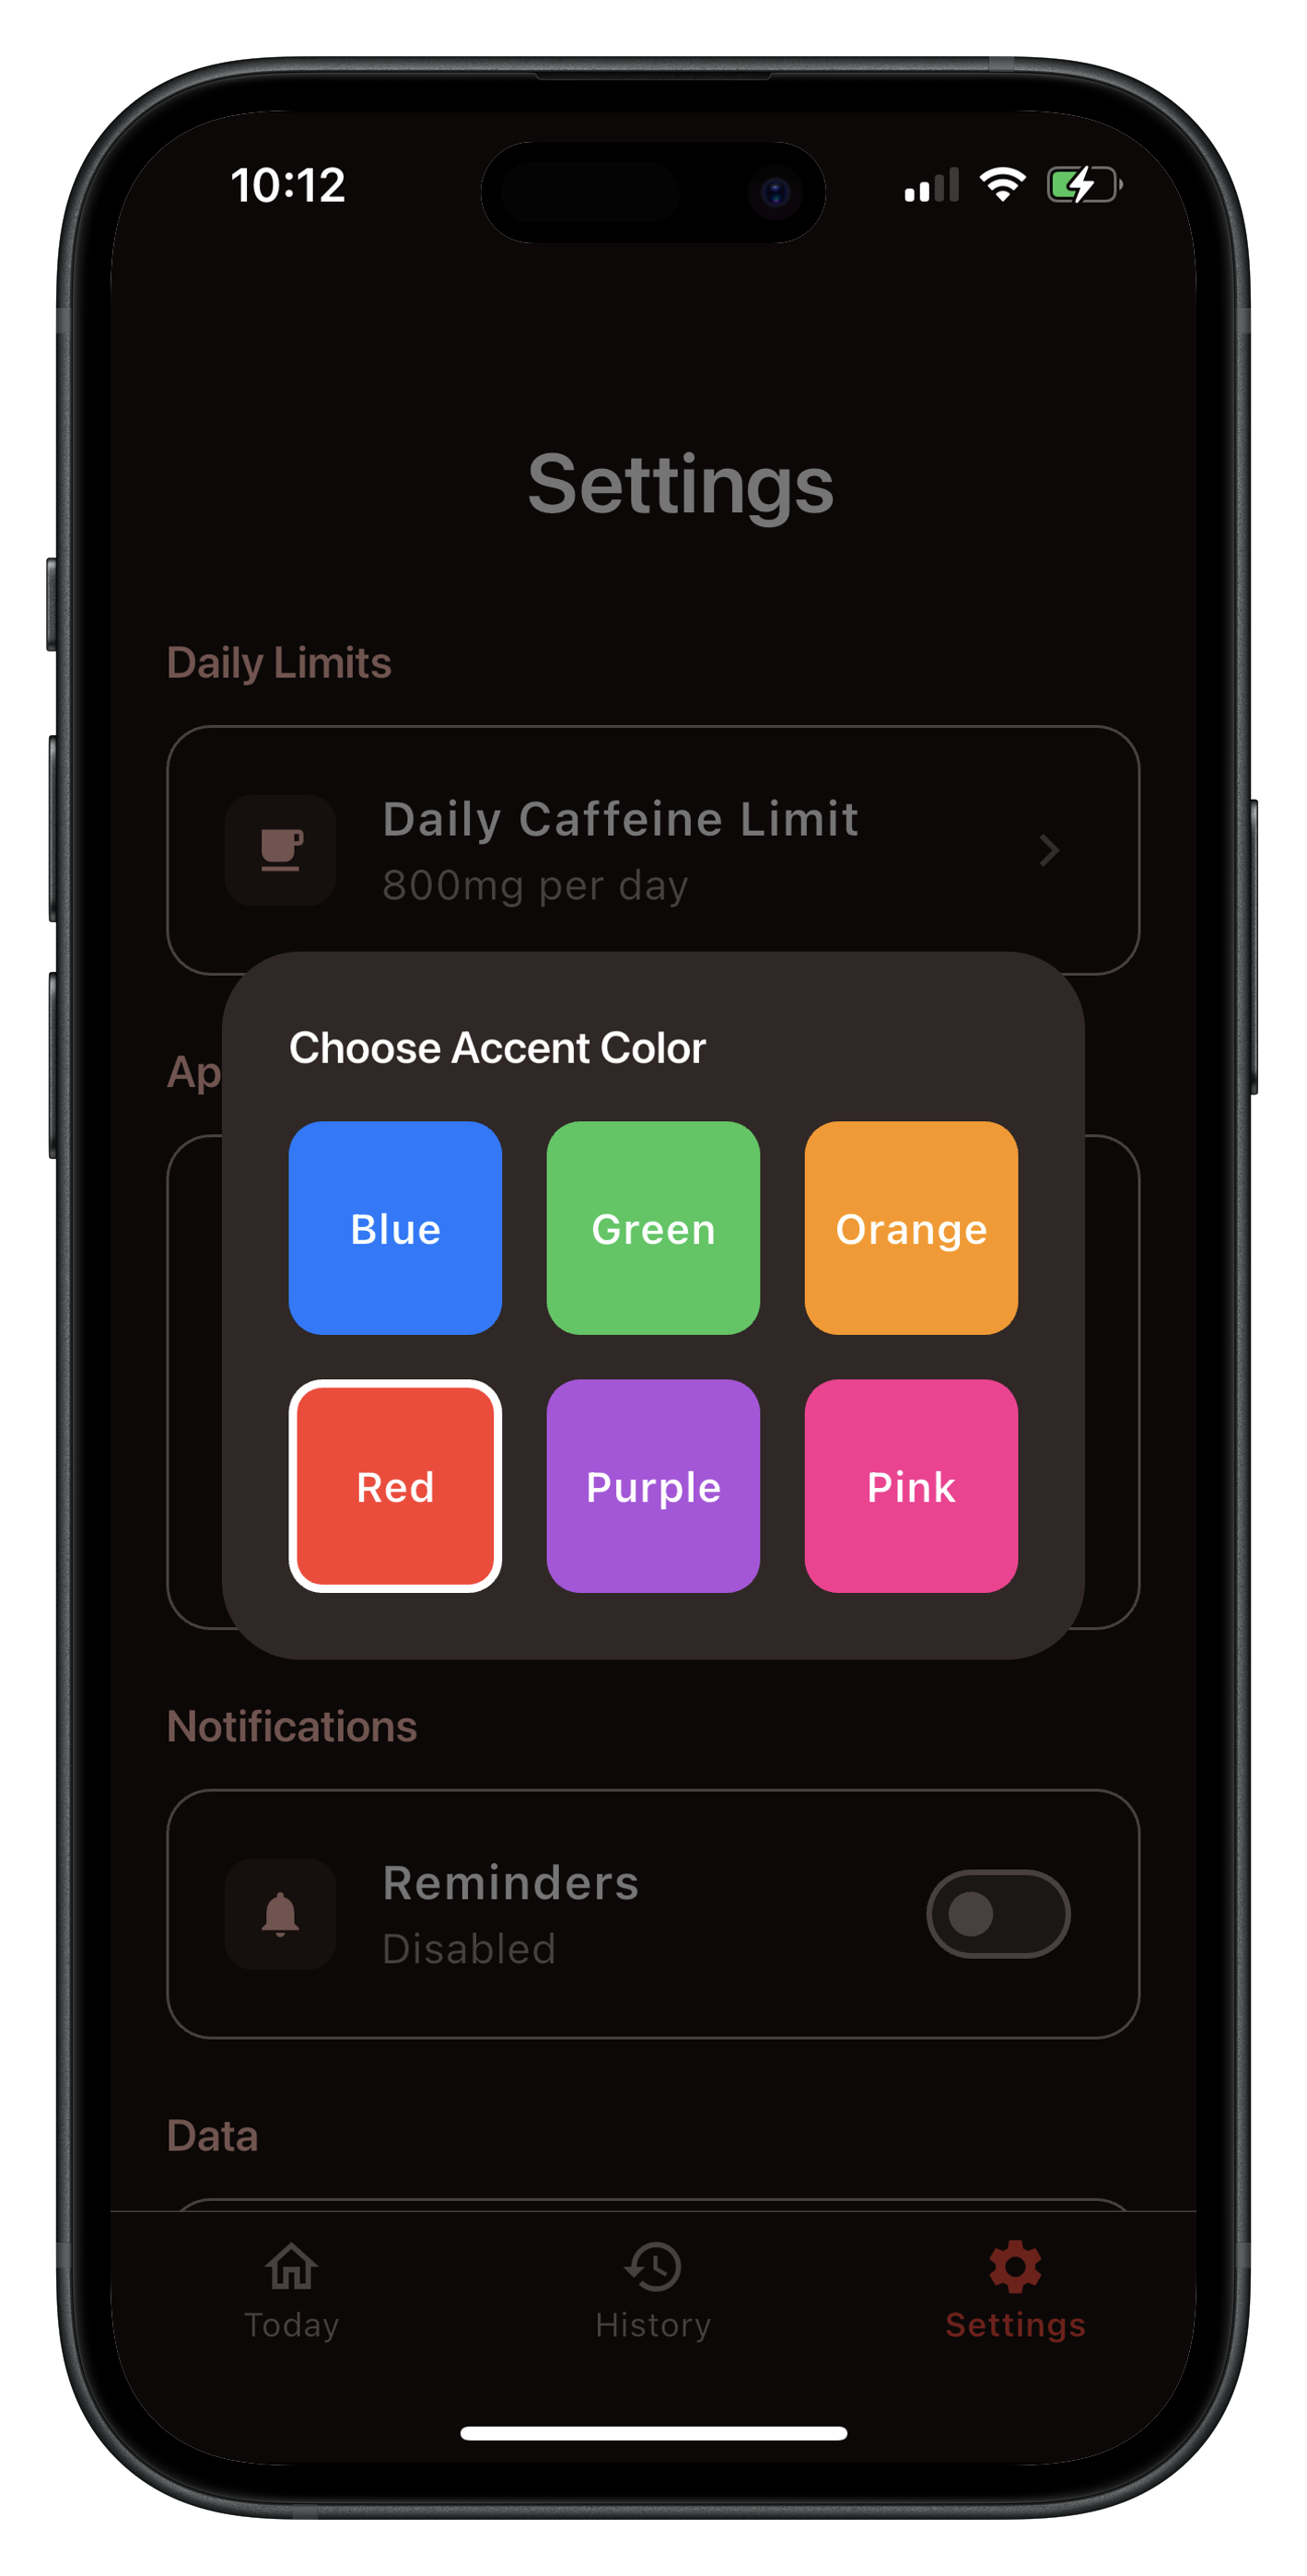 10:12
Settings
Daily Limits
Daily Caffeine Limit
800mg per day
Ap
Choose Accent Color
Blue
Green
Orange
Red
Purple
Pink
Notifications
Reminders
Disabled
Data
Today
History
Settings